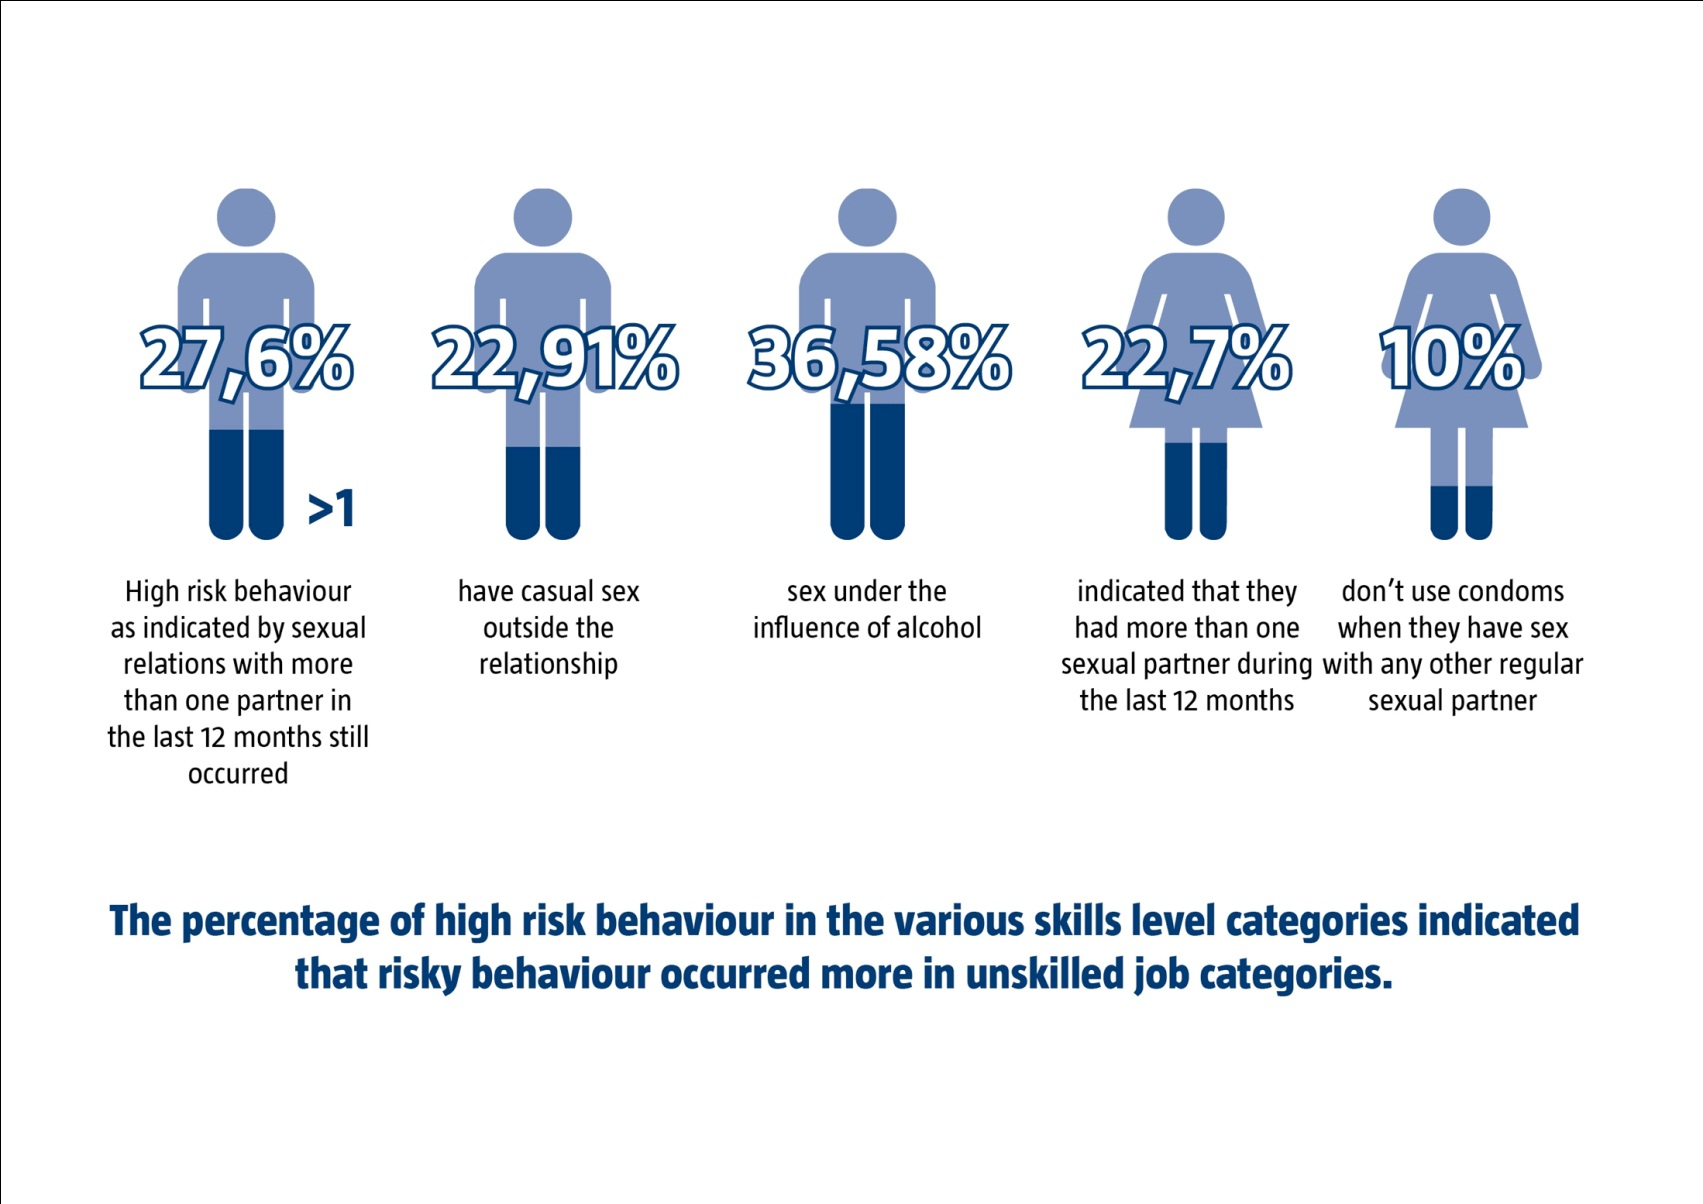 27,6%
22,91%
36,58%
22,7%
10%
>1
High risk behaviour
as indicated by sexual
relations with more
than one partner in
the last 12 months still
occurred
have casual sex
outside the
relationship
sex under the
influence of alcohol
indicated that they
had more than one
sexual partner during
the last 12 months
don't use condoms
when they have sex
with any other regular
sexual partner
The percentage of high risk behaviour in the various skills level categories indicated
that risky behaviour occurred more in unskilled job categories.